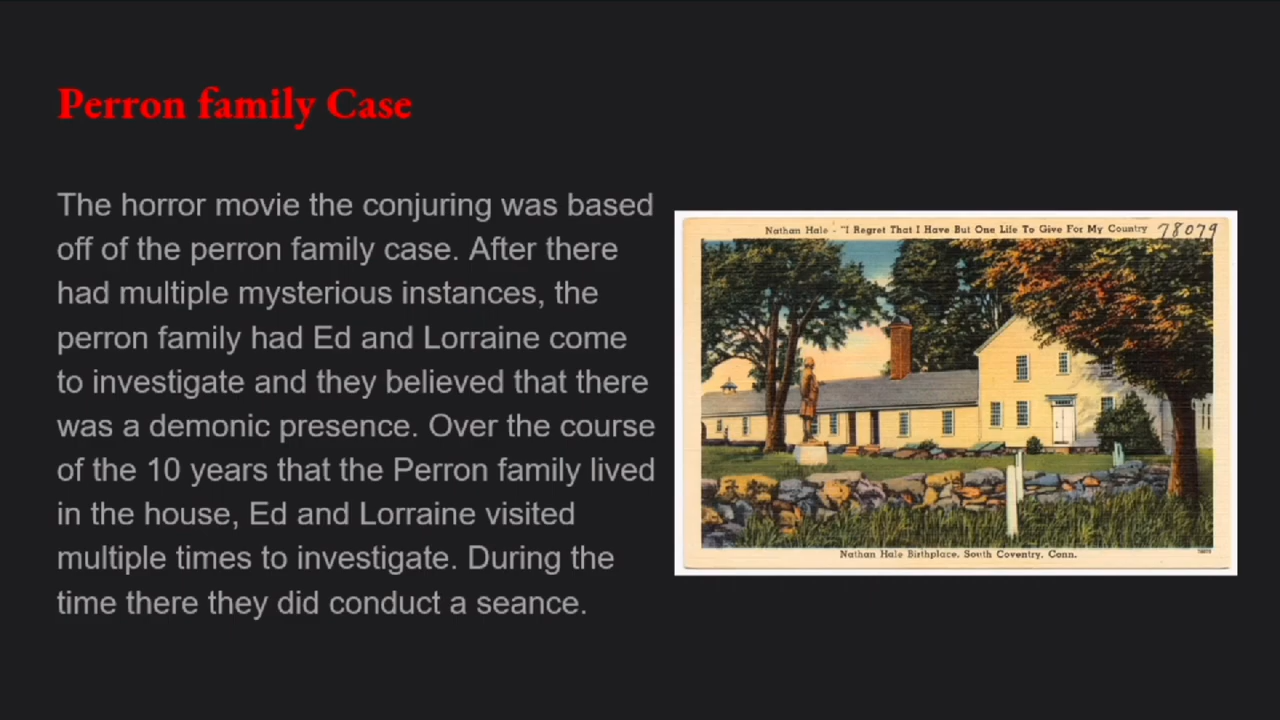 Perron family Case
The horror movie the conjuring was based
off of the perron family case. After there
had multiple mysterious instances, the
perron family had Ed and Lorraine come
to investigate and they believed that there
was a demonic presence. Over the course
of the 10 years that the Perron family lived
in the house, Ed and Lorraine visited
multiple times to investigate. During the
time there they did conduct a seance.
Nathan Hale - "I Regret That I Have But One Life To Give For My Country
78079
Nathan Hale Birthplace, South Coventry, Conn.